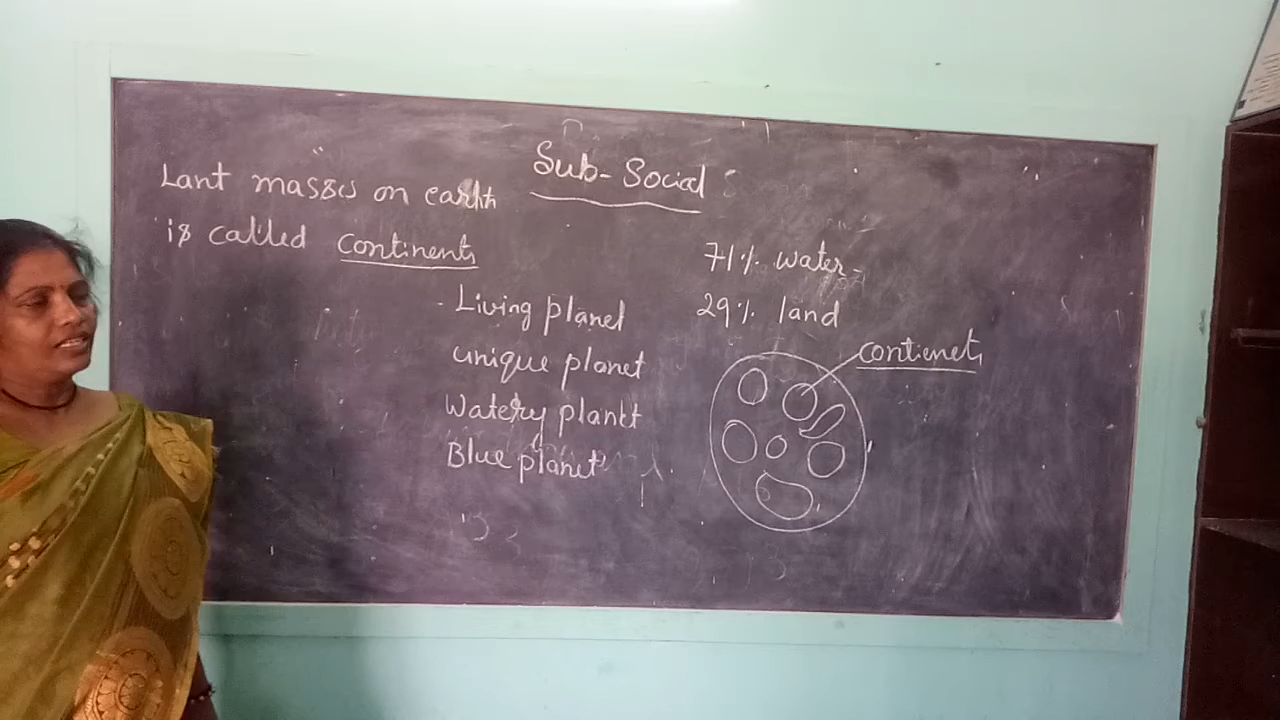 Sub-Social
Lant masses on earth
is called continents
Living planet
unique planet
Watery planet
Blue planet
71% water
29% land
contienet,